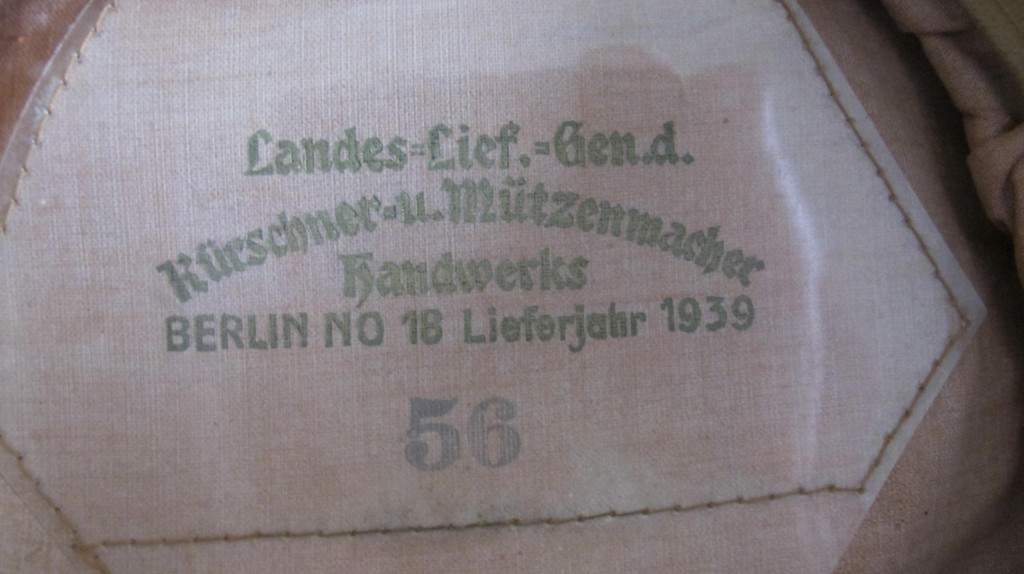 Landes=Lief.=Gen.d.
Kürschner=u.Mützenmacher
Handwerks
BERLIN NO 18 Lieferjahr 1939
56